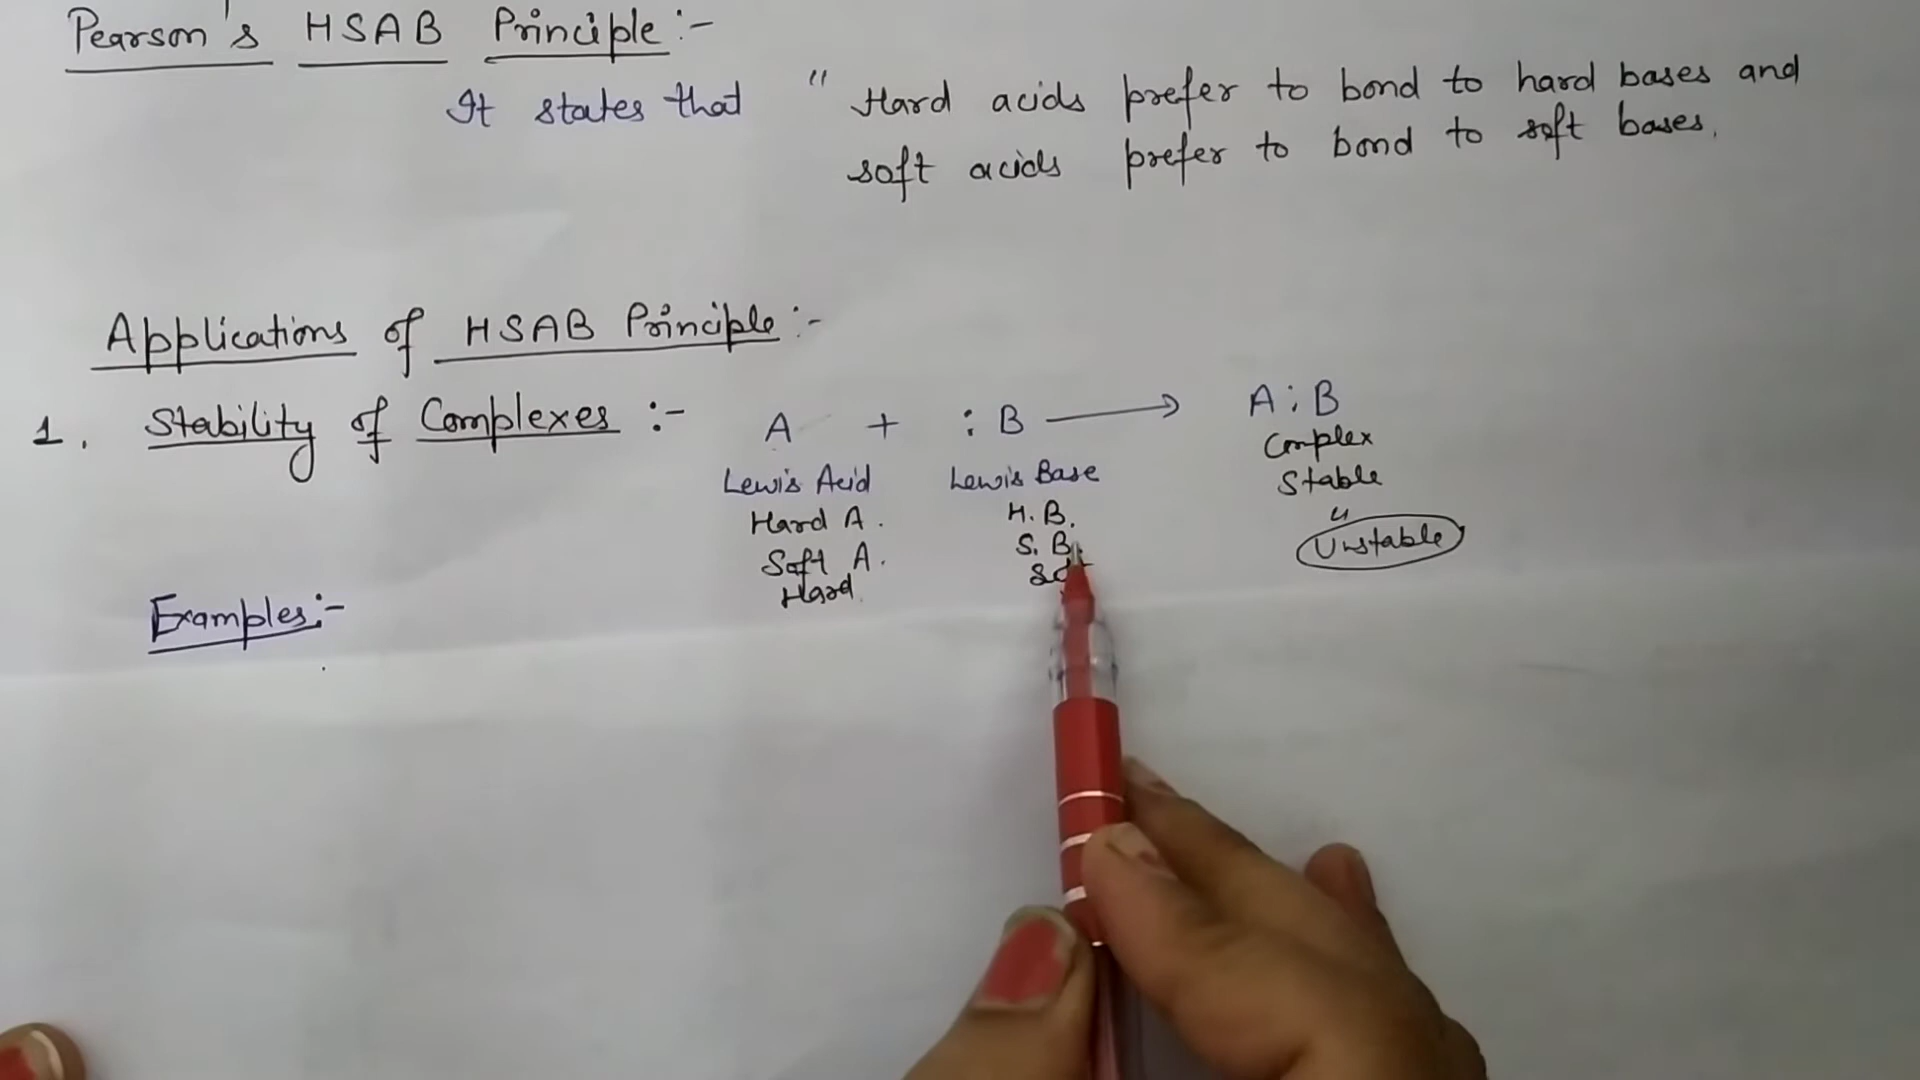 Pearson's HSAB Principle :-
It states that " Hard acids prefer to bond to hard bases and
soft acids prefer to bond to soft bases.
Applications of HSAB Principle :-
1. Stability of Complexes :- A + :B → A:B
Complex
Lewis Acid Lewis Base Stable
Hard A. H.B. "
Soft A. S.B. Unstable
Hard
Examples:-